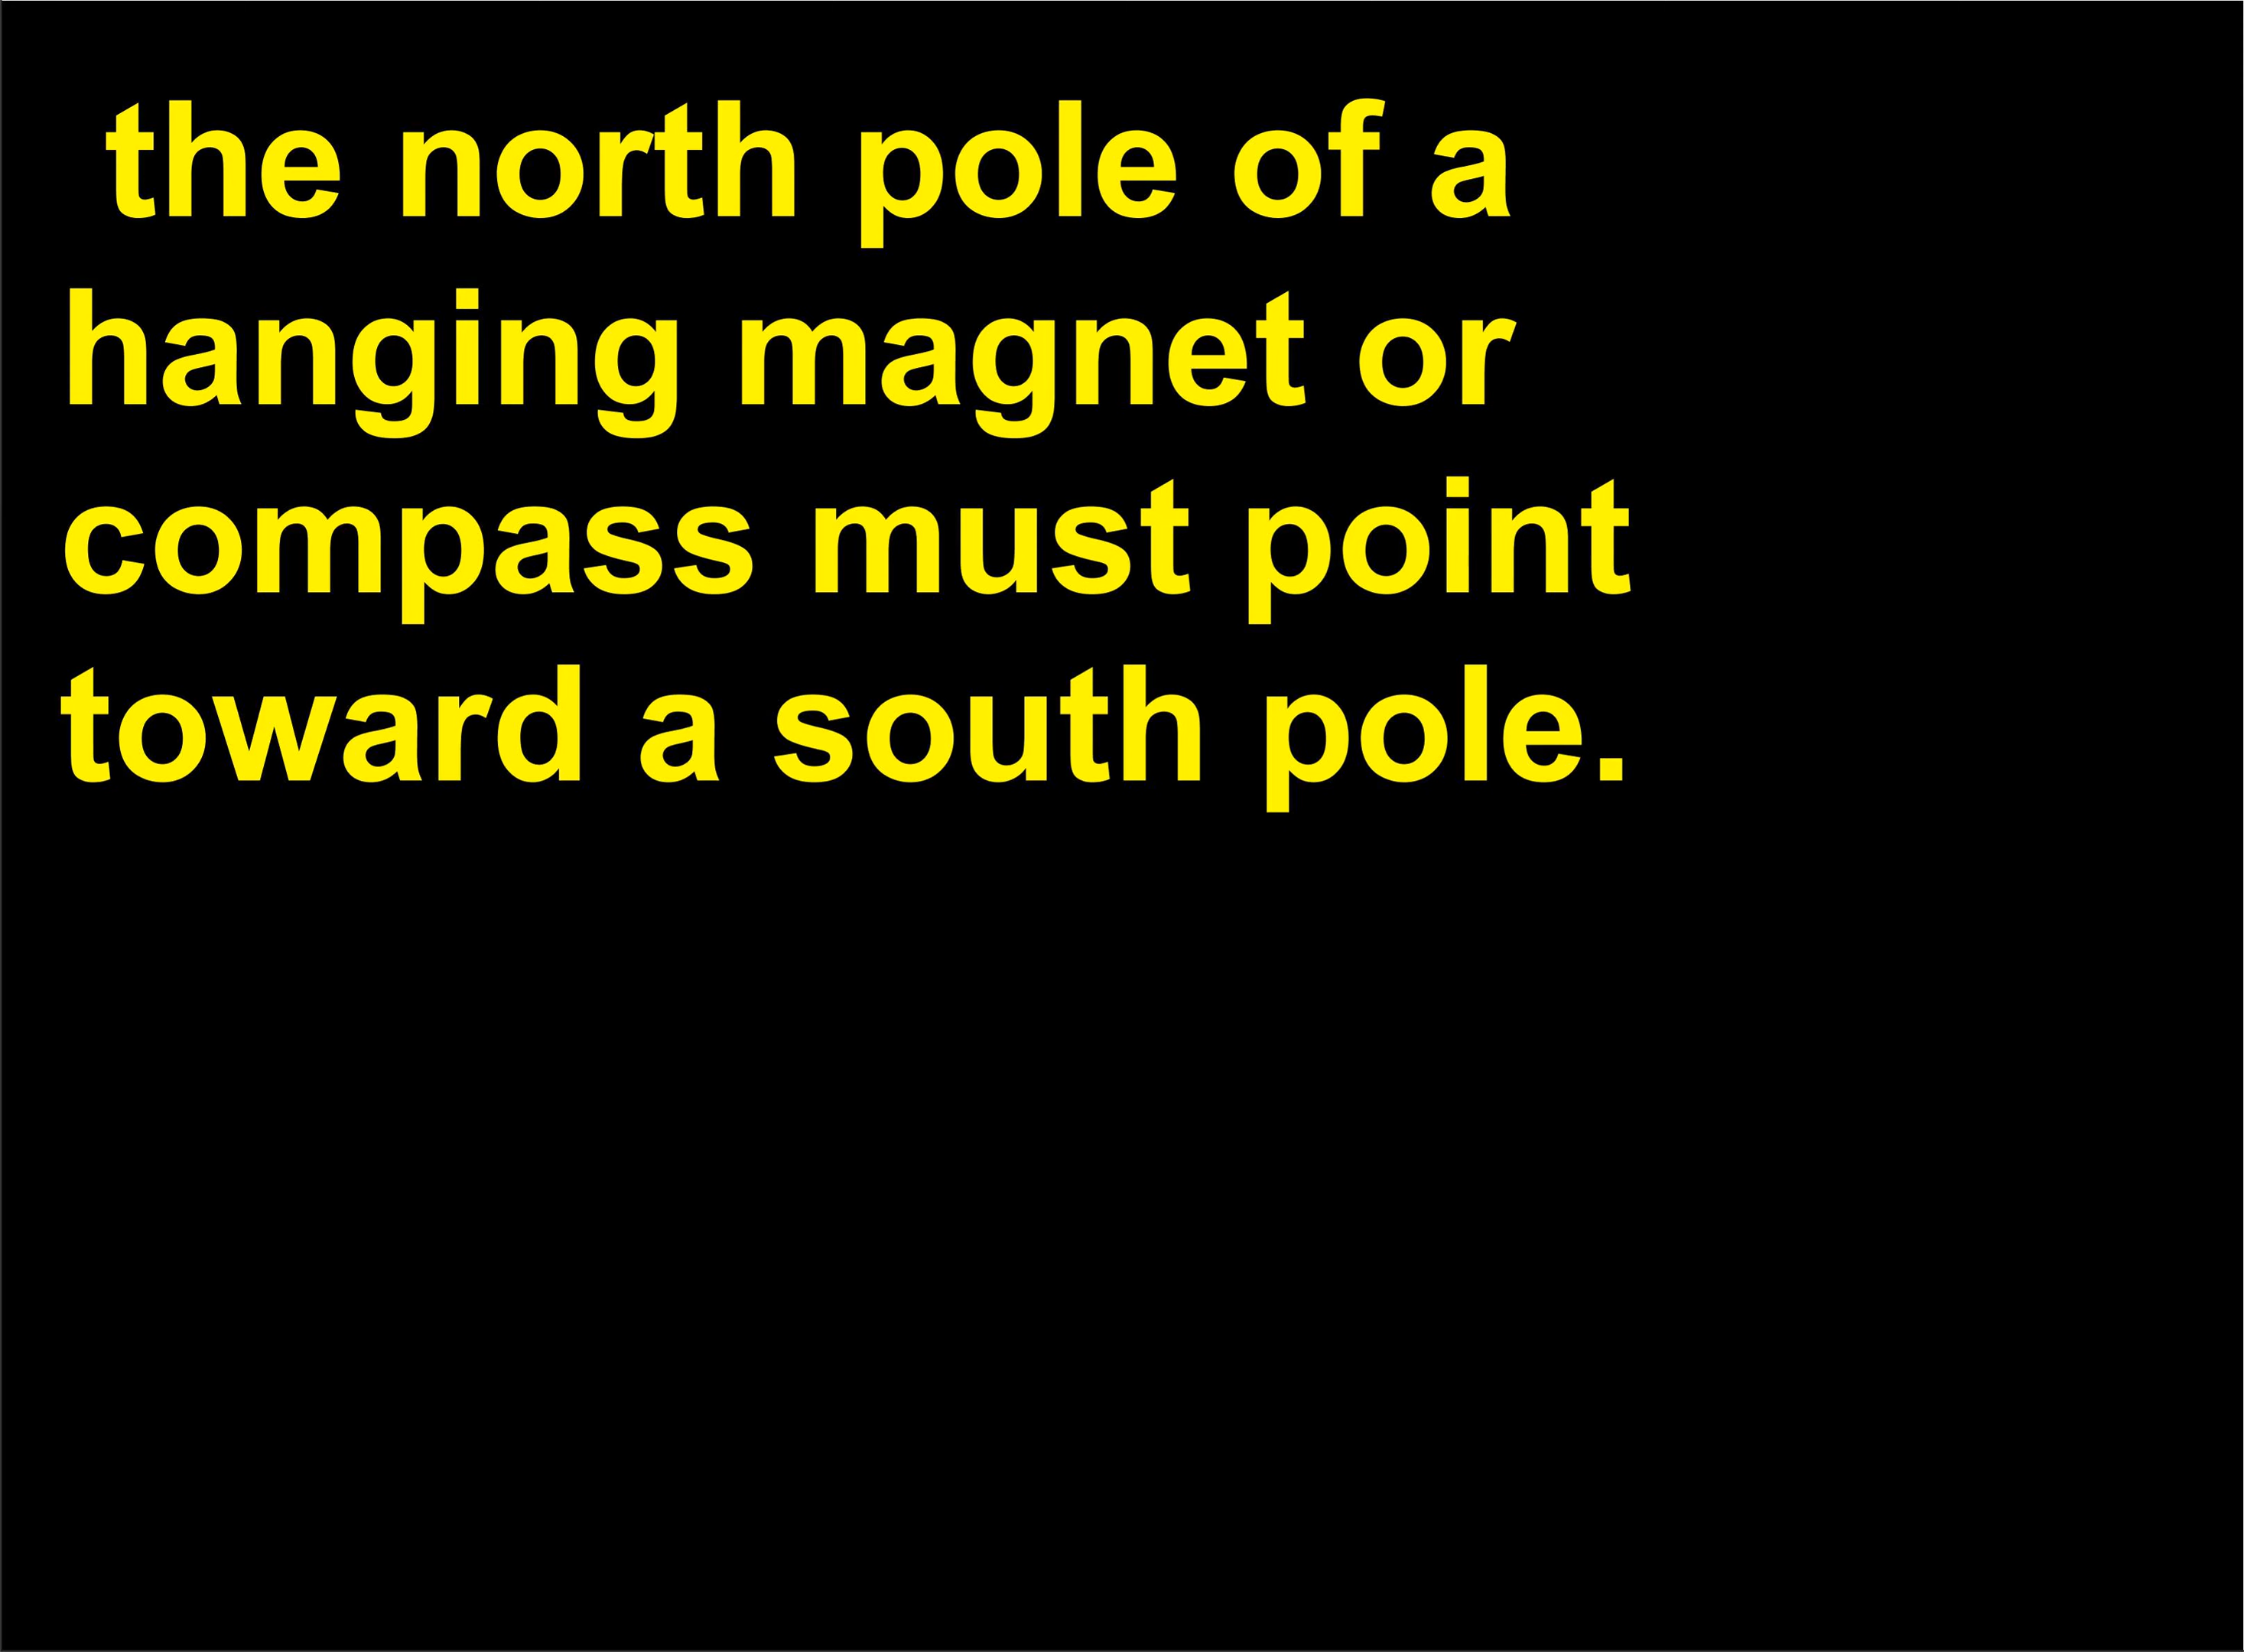 the north pole of a
hanging magnet or
compass must point
toward a south pole.